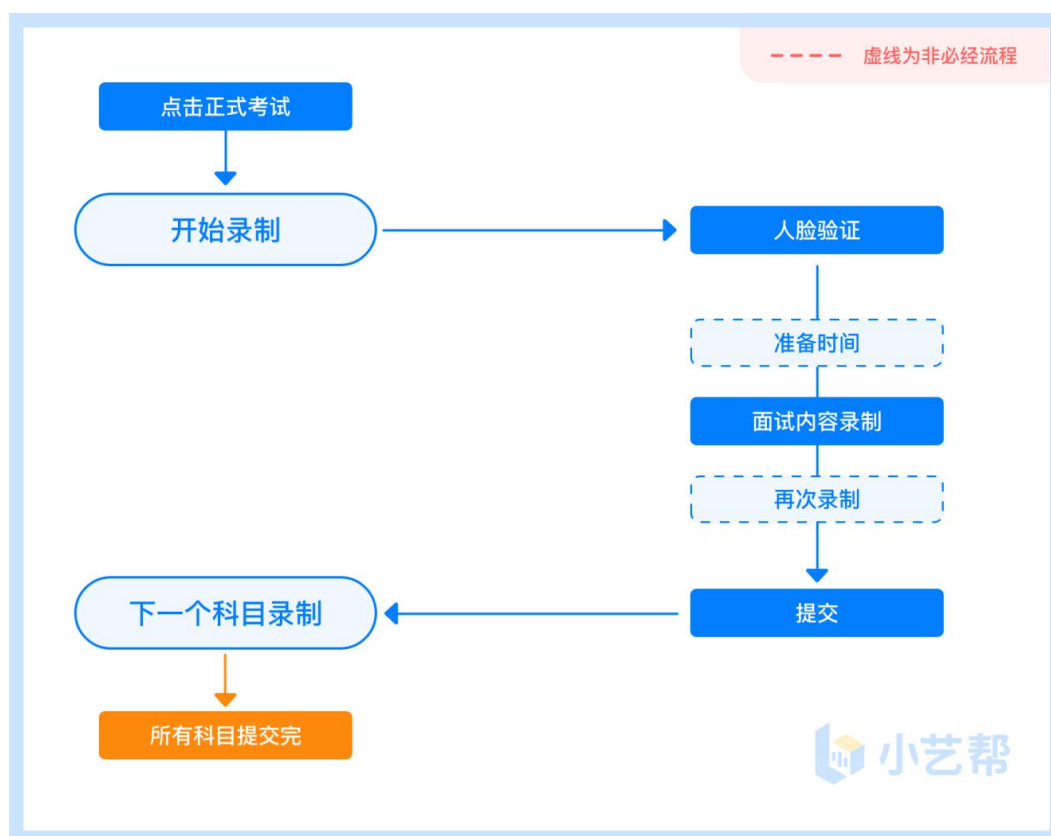 虚线为非必经流程
点击正式考试
开始录制
人脸验证
准备时间
面试内容录制
再次录制
提交
下一个科目录制
所有科目提交完
小艺帮